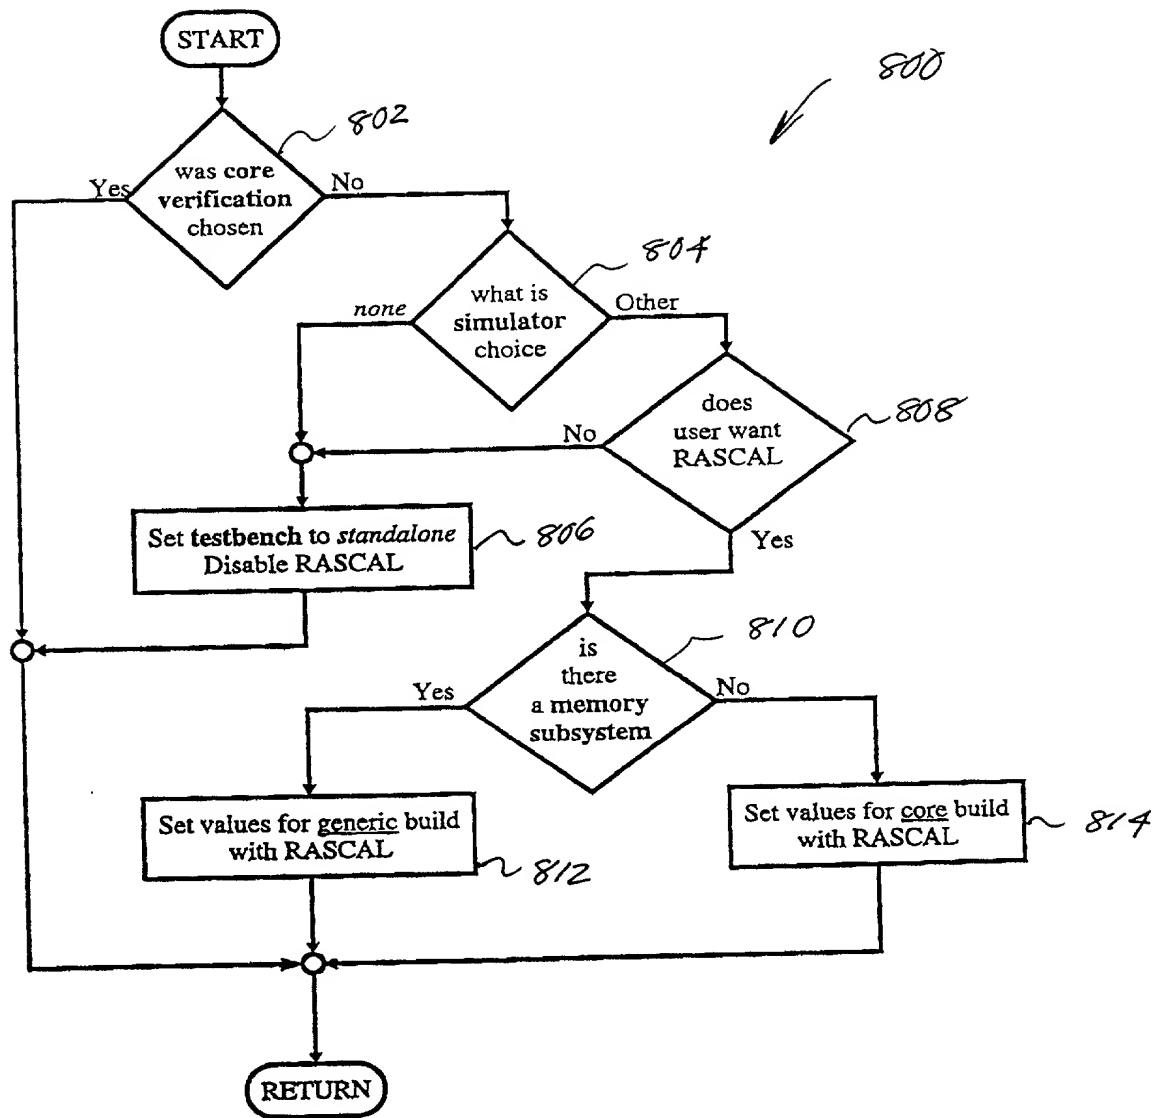 START
800
802
was core
verification
chosen
Yes
No
804
what is
simulator
choice
none
Other
808
does
user want
RASCAL
No
Yes
Set testbench to standalone
Disable RASCAL
806
810
is
there
a memory
subsystem
Yes
No
Set values for generic build
with RASCAL
812
Set values for core build
with RASCAL
814
RETURN